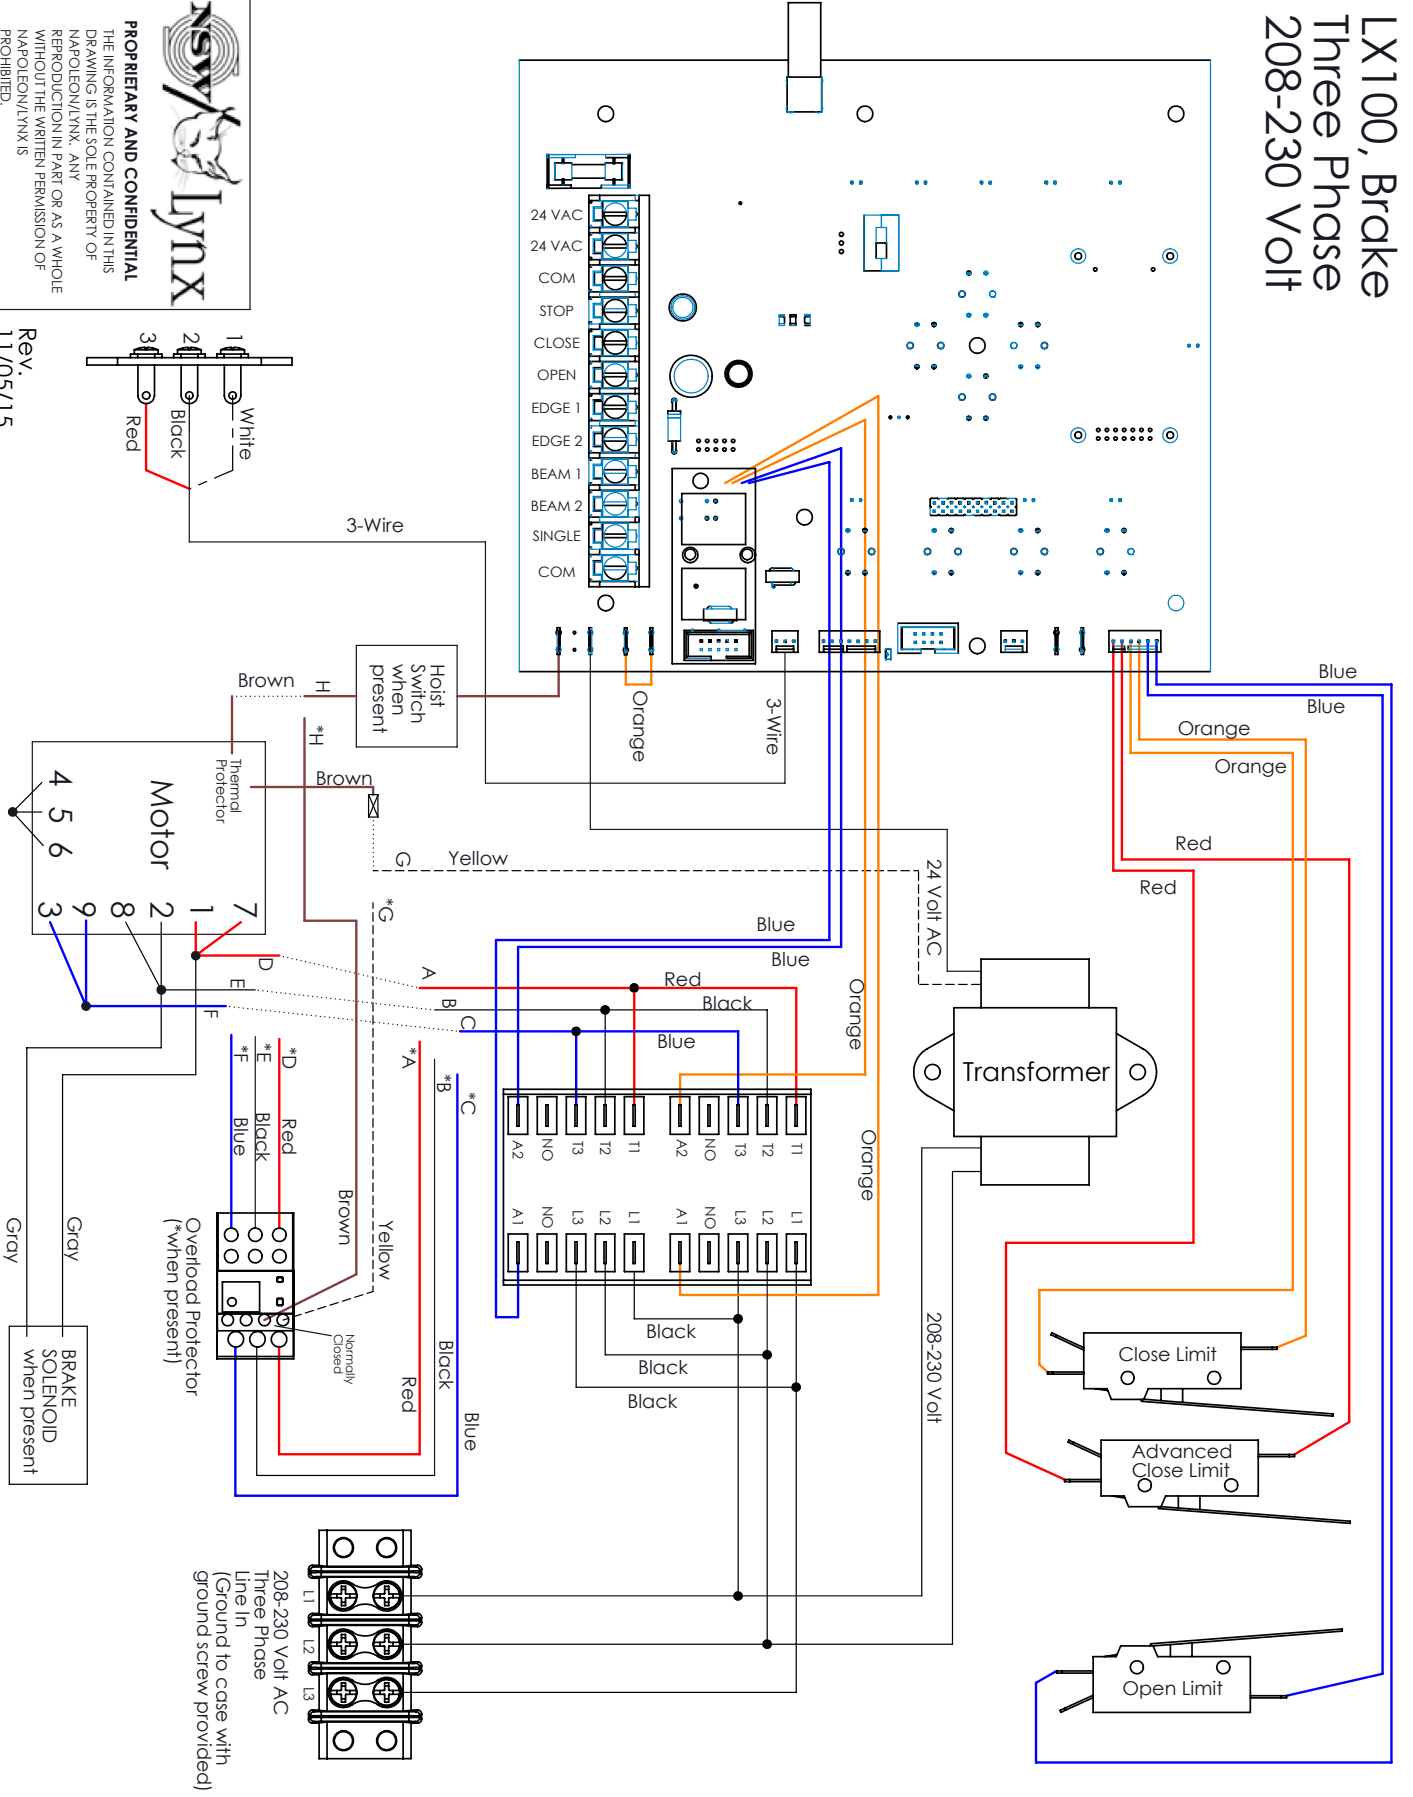 LX100, Brake
Three Phase
208-230 Volt
24 VAC
24 VAC
COM
STOP
CLOSE
OPEN
EDGE 1
EDGE 2
BEAM 1
BEAM 2
SINGLE
COM
NSW
Lynx
PROPRIETARY AND CONFIDENTIAL
THE INFORMATION CONTAINED IN THIS
DRAWING IS THE SOLE PROPERTY OF
NAPOLEON/LYNX. ANY
REPRODUCTION IN PART OR AS A WHOLE
WITHOUT THE WRITTEN PERMISSION OF
NAPOLEON/LYNX IS
PROHIBITED.
Rev.
11/05/15
1
2
3
White
Black
Red
3-Wire
3-Wire
Hoist
Switch
when
present
Orange
Brown
H
*H
Brown
Thermal
Protector
Motor
4 5 6
3 9 8 2 1 7
G
Yellow
*G
24 Volt AC
Blue
Blue
Orange
Orange
Red
Red
Blue
Blue
Orange
Orange
D
E
F
A
B
C
Red
Black
Blue
*A
*B
*C
*D
*E
*F
Red
Black
Blue
Brown
Yellow
Transformer
A2
NO
T3
T2
T1
A2
NO
T3
T2
T1
A1
NO
L3
L2
L1
A1
NO
L3
L2
L1
Black
Black
Black
208-230 Volt
Overload Protector
(*when present)
Normally
Closed
Red
Black
Blue
Gray
Gray
BRAKE
SOLENOID
when present
Close Limit
Advanced
Close Limit
Open Limit
L1
L2
L3
208-230 Volt AC
Three Phase
Line In
(Ground to case with
ground screw provided)